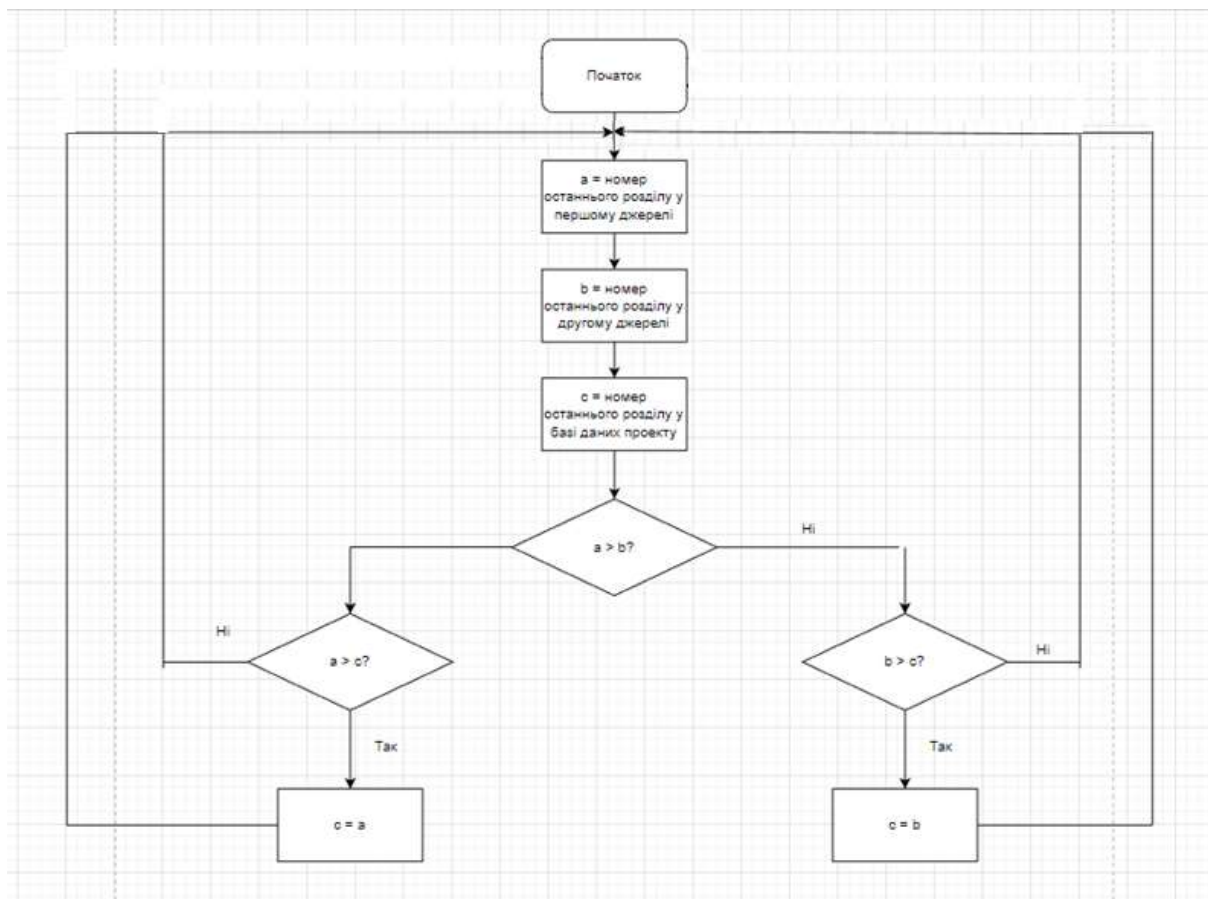 Початок
a = номер
останнього розділу у
першому джерелі
b = номер
останнього розділу у
другому джерелі
c = номер
останнього розділу у
базі даних проекту
a > b?
Ні
Ні
a > c?
b > c?
Ні
Так
Так
c = a
c = b